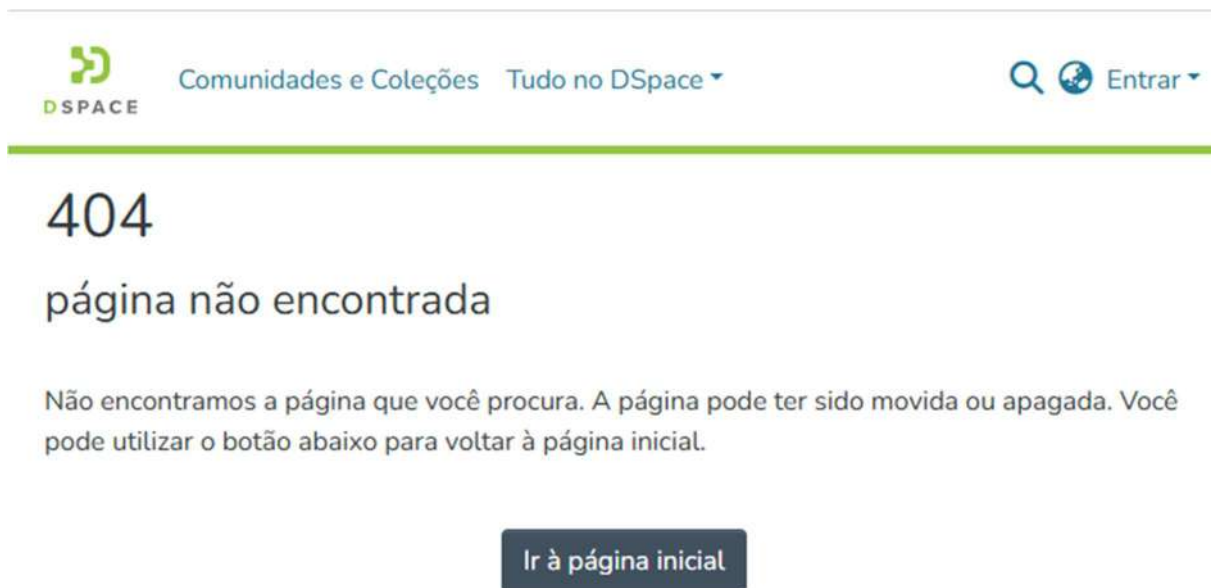 DSPACE
Comunidades e Coleções Tudo no DSpace Entrar
404
página não encontrada
Não encontramos a página que você procura. A página pode ter sido movida ou apagada. Você
pode utilizar o botão abaixo para voltar à página inicial.
Ir à página inicial